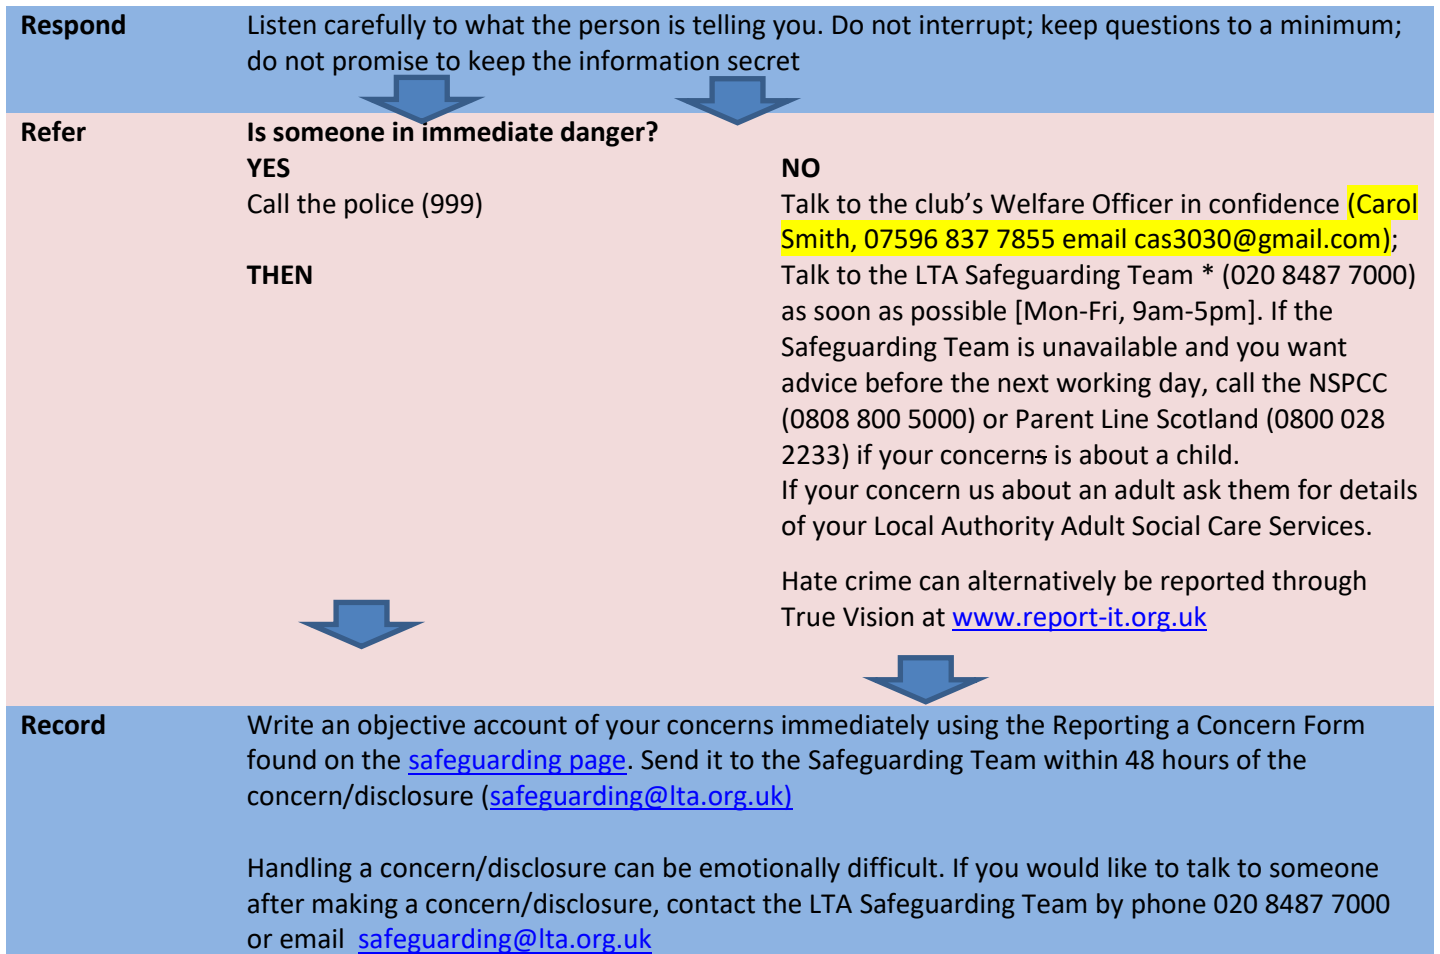 Respond
Listen carefully to what the person is telling you. Do not interrupt; keep questions to a minimum;
do not promise to keep the information secret
Refer
Is someone in immediate danger?
YES
Call the police (999)
THEN
NO
Talk to the club’s Welfare Officer in confidence (Carol
Smith, 07596 837 7855 email cas3030@gmail.com);
Talk to the LTA Safeguarding Team * (020 8487 7000)
as soon as possible [Mon-Fri, 9am-5pm]. If the
Safeguarding Team is unavailable and you want
advice before the next working day, call the NSPCC
(0808 800 5000) or Parent Line Scotland (0800 028
2233) if your concerns is about a child.
If your concern us about an adult ask them for details
of your Local Authority Adult Social Care Services.
Hate crime can alternatively be reported through
True Vision at www.report-it.org.uk
Record
Write an objective account of your concerns immediately using the Reporting a Concern Form
found on the safeguarding page. Send it to the Safeguarding Team within 48 hours of the
concern/disclosure (safeguarding@lta.org.uk)
Handling a concern/disclosure can be emotionally difficult. If you would like to talk to someone
after making a concern/disclosure, contact the LTA Safeguarding Team by phone 020 8487 7000
or email safeguarding@lta.org.uk